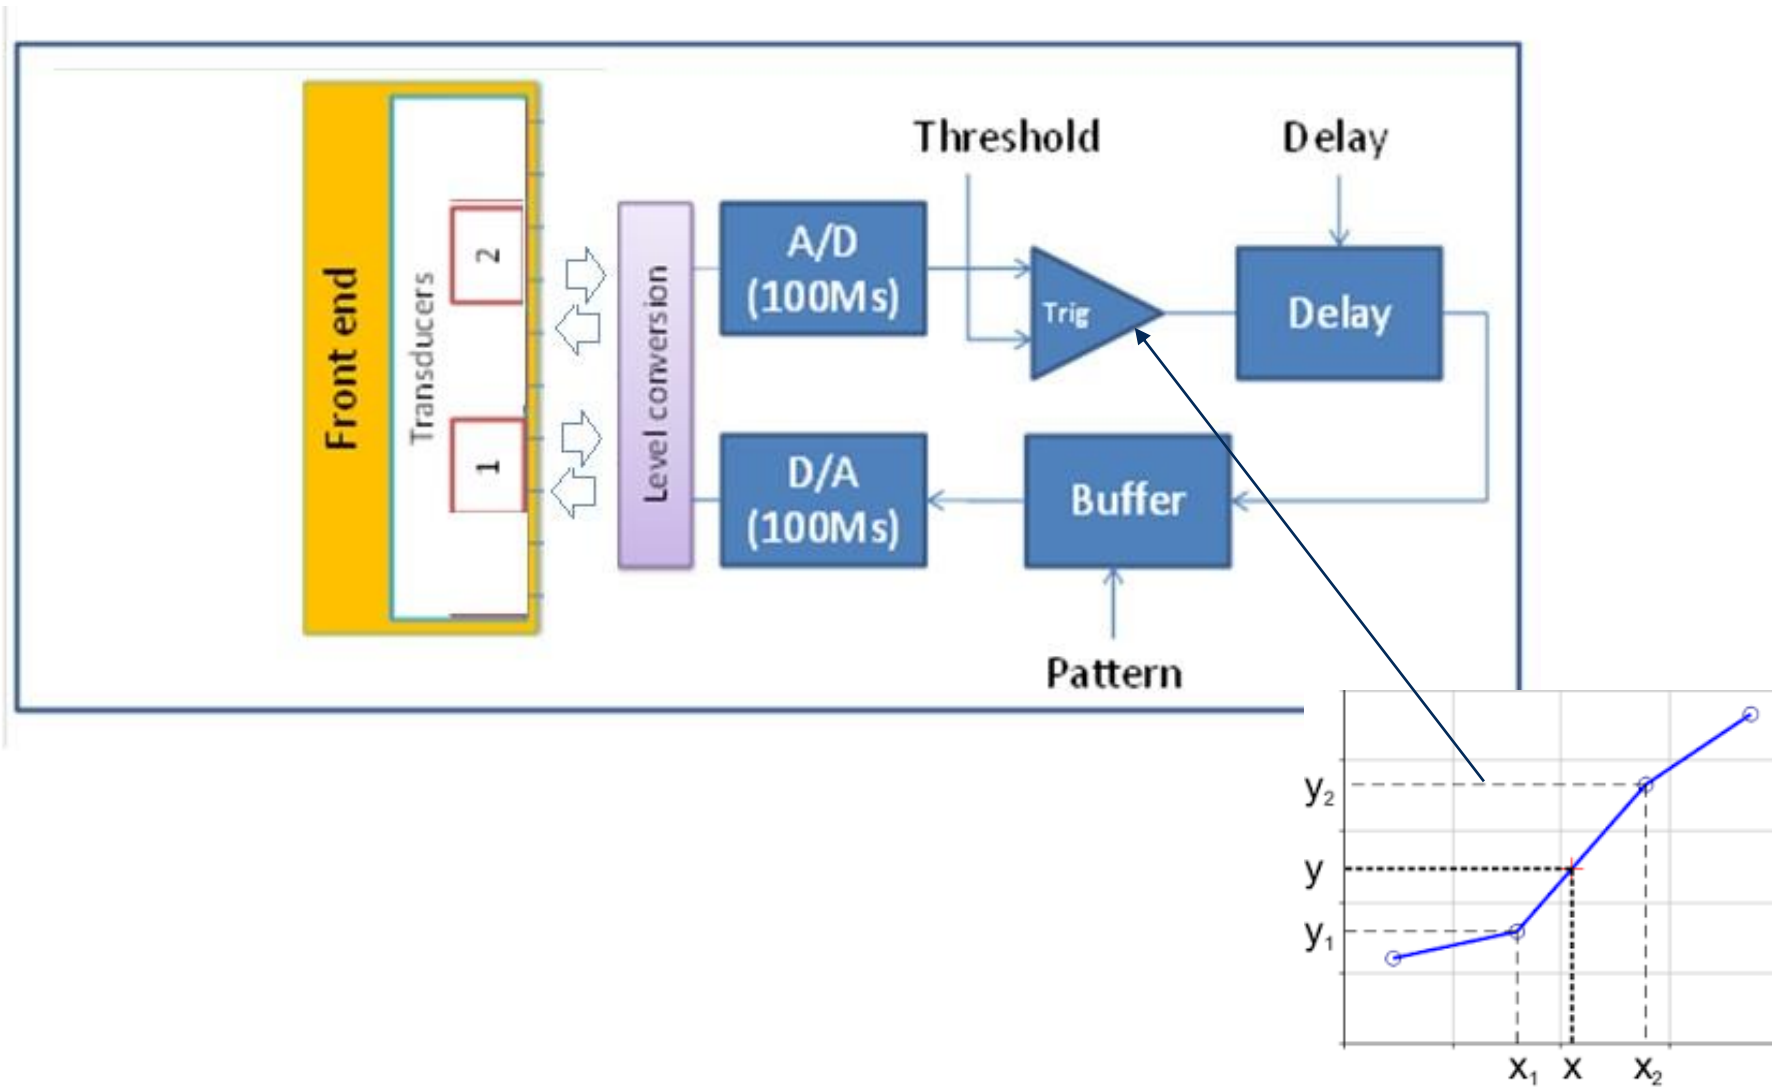 Front end
Transducers
2
1
Level conversion
A/D
(100Ms)
D/A
(100Ms)
Threshold
Trig
Delay
Delay
Buffer
Pattern
y₂
y
y₁
x₁ x x₂